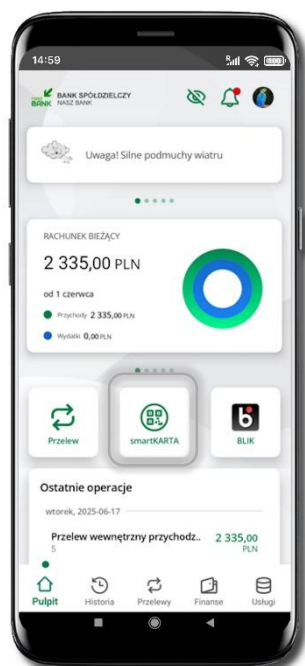 14:59
NASZ BANK
BANK SPÓŁDZIELCZY
NASZ BANK
Uwaga! Silne podmuchy wiatru
RACHUNEK BIEŻĄCY
2 335,00 PLN
od 1 czerwca
Przychody 2 335,00 PLN
Wydatki 0,00 PLN
Przelew
smartKARTA
BLIK
Ostatnie operacje
wtorek, 2025-06-17
Przelew wewnętrzny przychodz.. 2 335,00
5 PLN
Pulpit Historia Przelewy Finanse Usługi